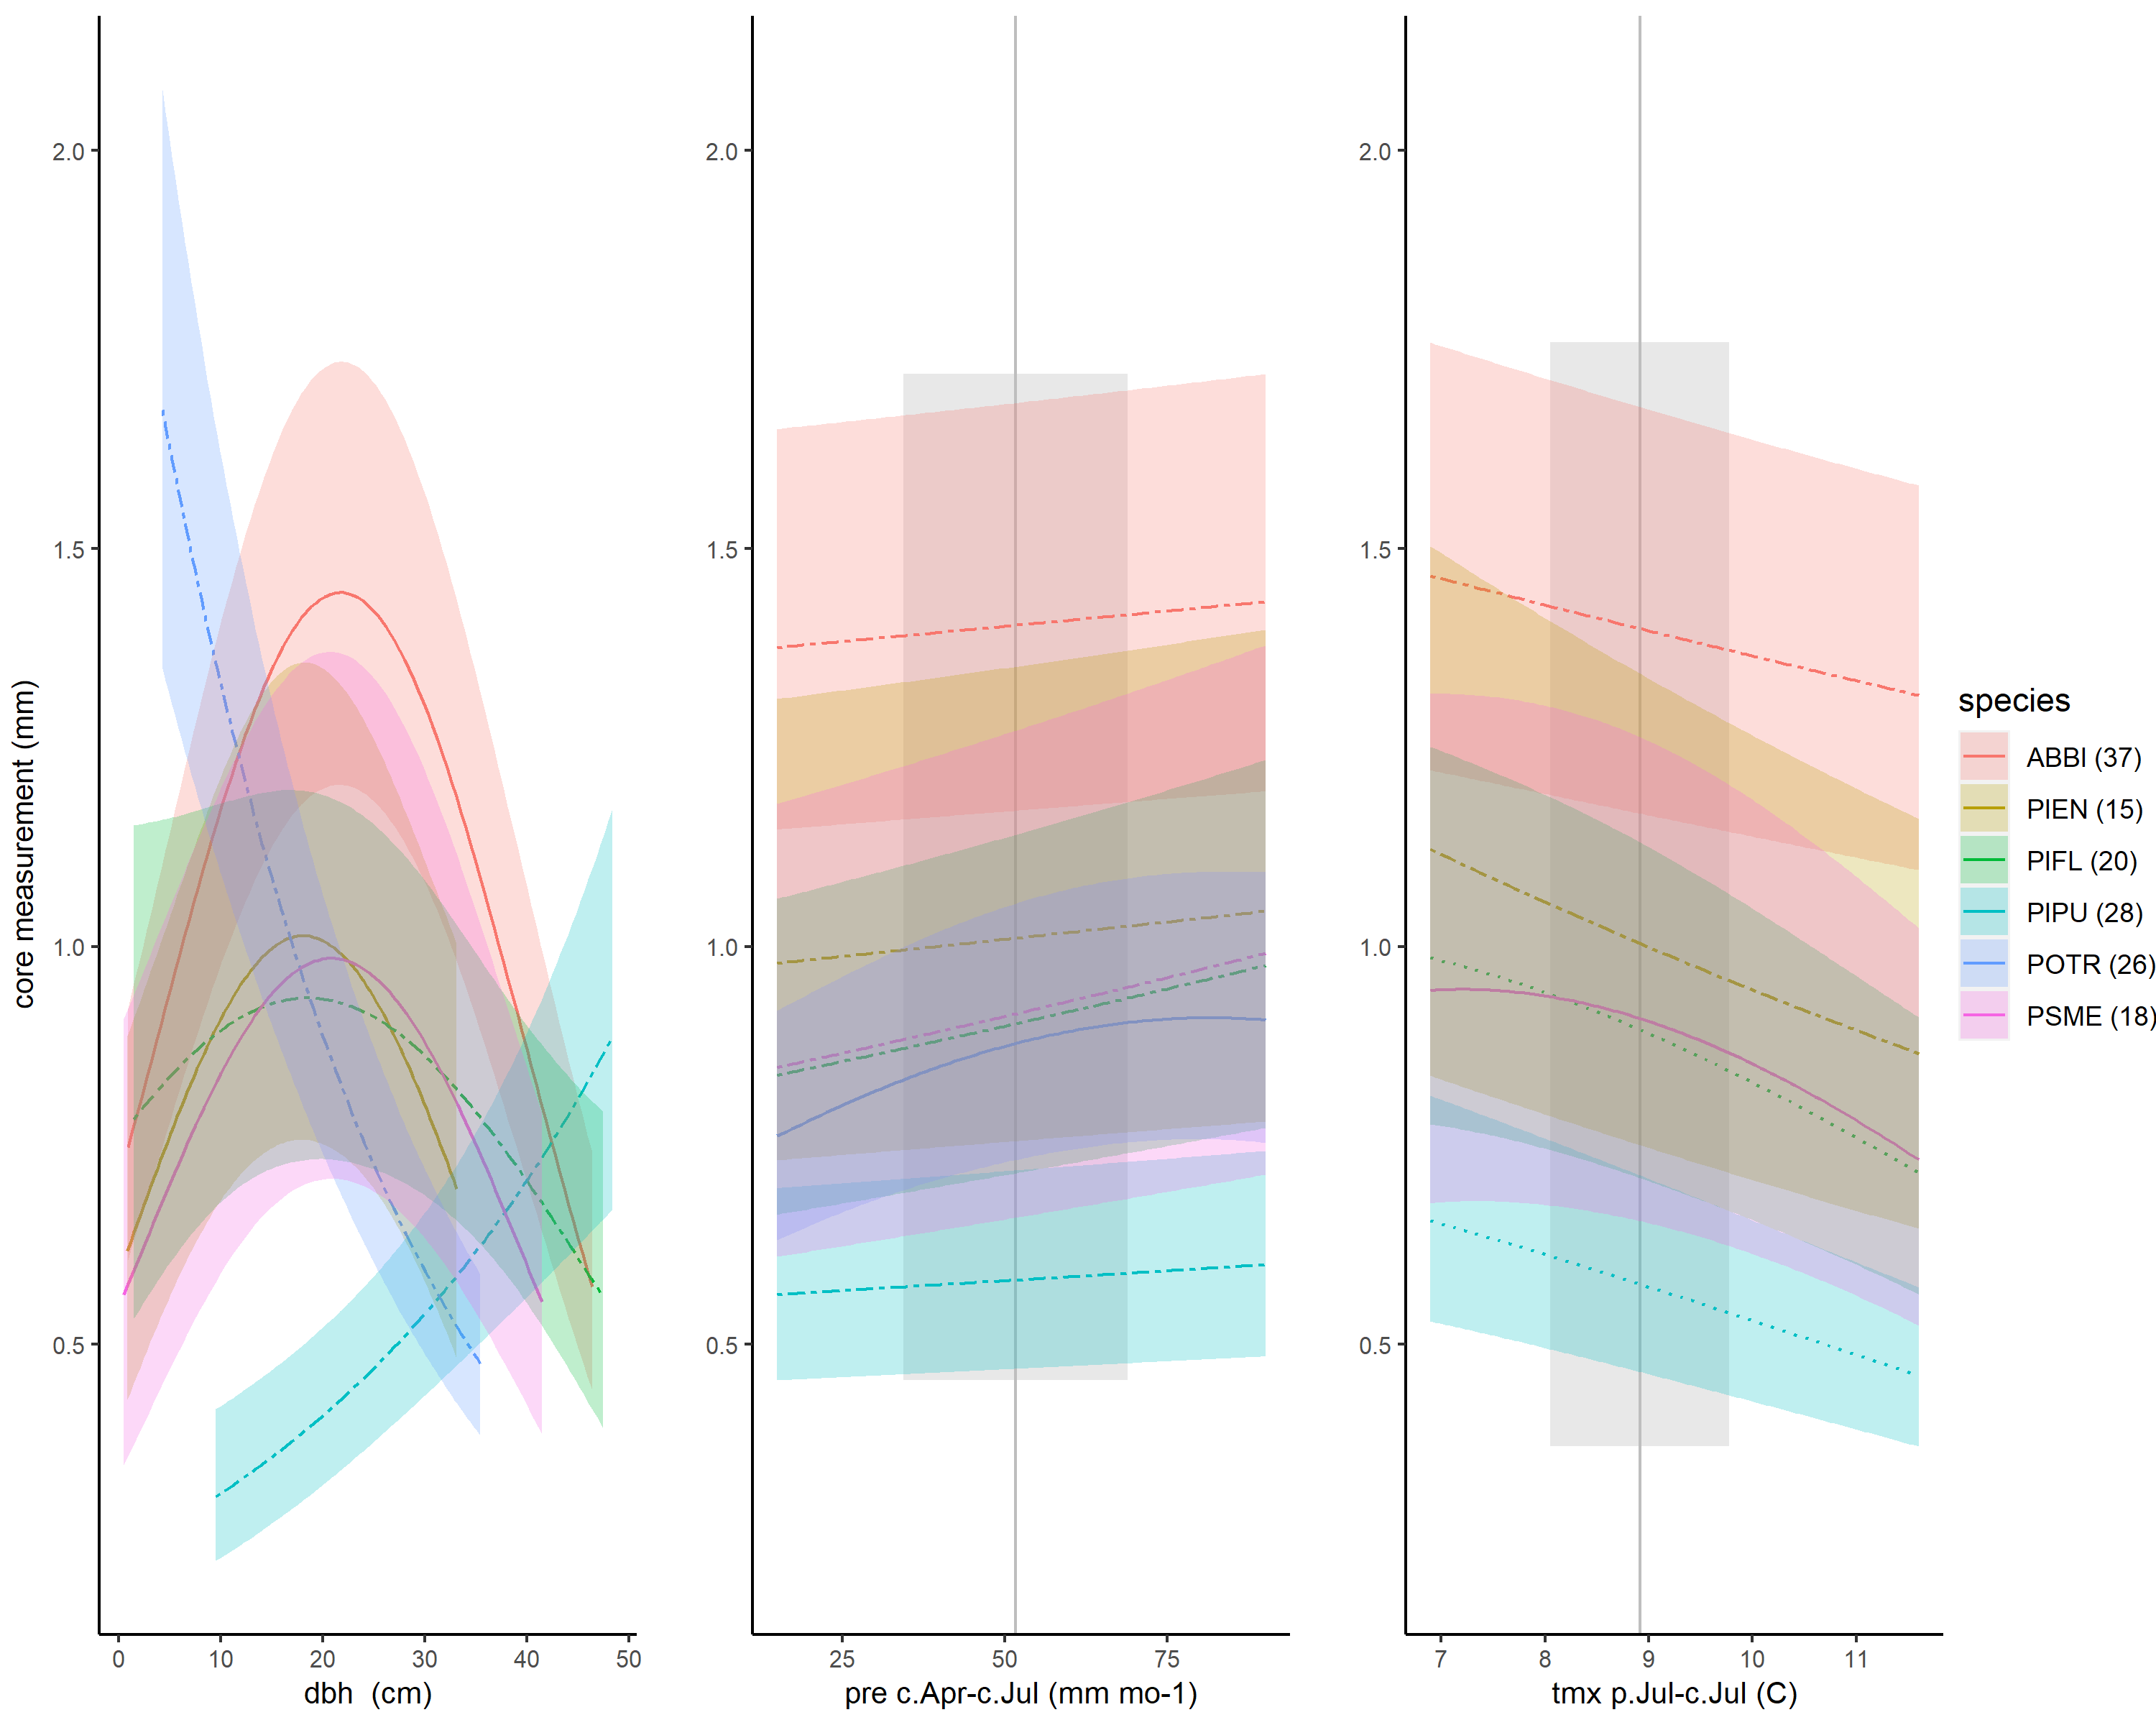 core measurement (mm)
2.0
1.5
1.0
0.5
0 10 20 30 40 50
dbh  (cm)
2.0
1.5
1.0
0.5
25 50 75
pre c.Apr-c.Jul (mm mo-1)
2.0
1.5
1.0
0.5
7 8 9 10 11
tmx p.Jul-c.Jul (C)
species
ABBI (37)
PIEN (15)
PIFL (20)
PIPU (28)
POTR (26)
PSME (18)